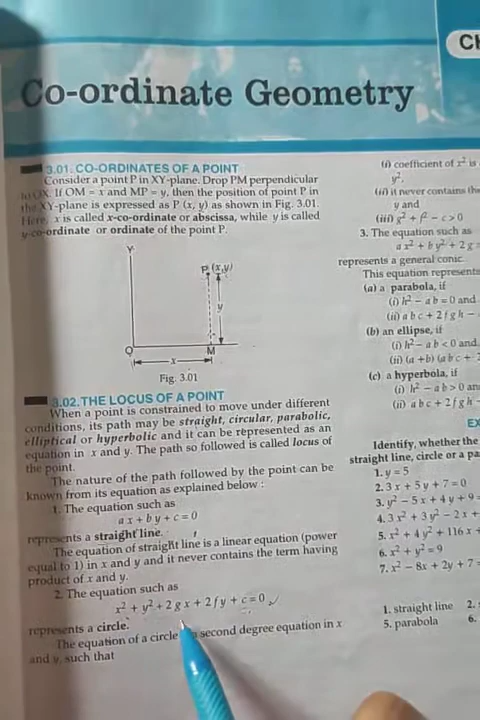 CH
Co-ordinate Geometry
3.01. CO-ORDINATES OF A POINT
Consider a point P in XY-plane. Drop PM perpendicular
to OX. If OM = x and MP = y, then the position of point P in
the XY-plane is expressed as P (x, y) as shown in Fig. 3.01.
Here, x is called x-co-ordinate or abscissa, while y is called
y-co-ordinate or ordinate of the point P.
Y
P (x,y)
y
O
x
M
Fig. 3.01
3.02. THE LOCUS OF A POINT
When a point is constrained to move under different
conditions, its path may be straight, circular, parabolic,
elliptical or hyperbolic and it can be represented as an
equation in x and y. The path so followed is called locus of
the point.
The nature of the path followed by the point can be
known from its equation as explained below :
1. The equation such as
ax + by + c = 0
represents a straight line.
The equation of straight line is a linear equation (power
equal to 1) in x and y and it never contains the term having
product of x and y.
2. The equation such as
x² + y² + 2gx + 2fy + c = 0
represents a circle.
The equation of a circle second degree equation in x
and y, such that
(i) coefficient of x² is
y².
(ii) it never contains
y and
(iii) g² + f² - c > 0
3. The equation such as
ax² + by² + 2g
represents a general conic.
This equation represents
(a) a parabola, if
(i) h² - ab = 0 and
(ii) abc + 2fgh -
(b) an ellipse, if
(i) h² - ab < 0 and
(ii) (a + b) (abc +
(c) a hyperbola, if
(i) h² - ab > 0 and
(ii) abc + 2fgh -
EX
Identify, whether the
straight line, circle or a pa
1. y = 5
2. 3x + 5y + 7 = 0
3. y² - 5x + 4y + 9 =
4. 3x² + 3y² - 2x +
5. x² + 4y² + 116x +
6. x² + y² = 9
7. x² - 8x + 2y + 7 =
1. straight line 2.
5. parabola 6.